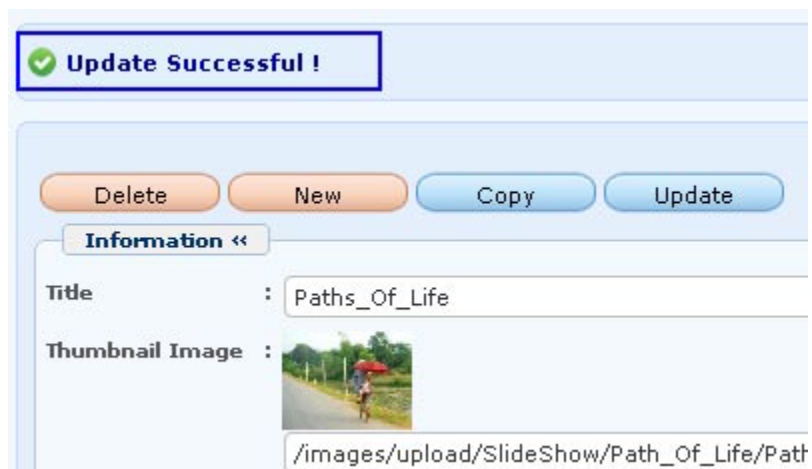 Update Successful !
Delete New Copy Update
Information «
Title : Paths_Of_Life
Thumbnail Image :
/images/upload/SlideShow/Path_Of_Life/Path